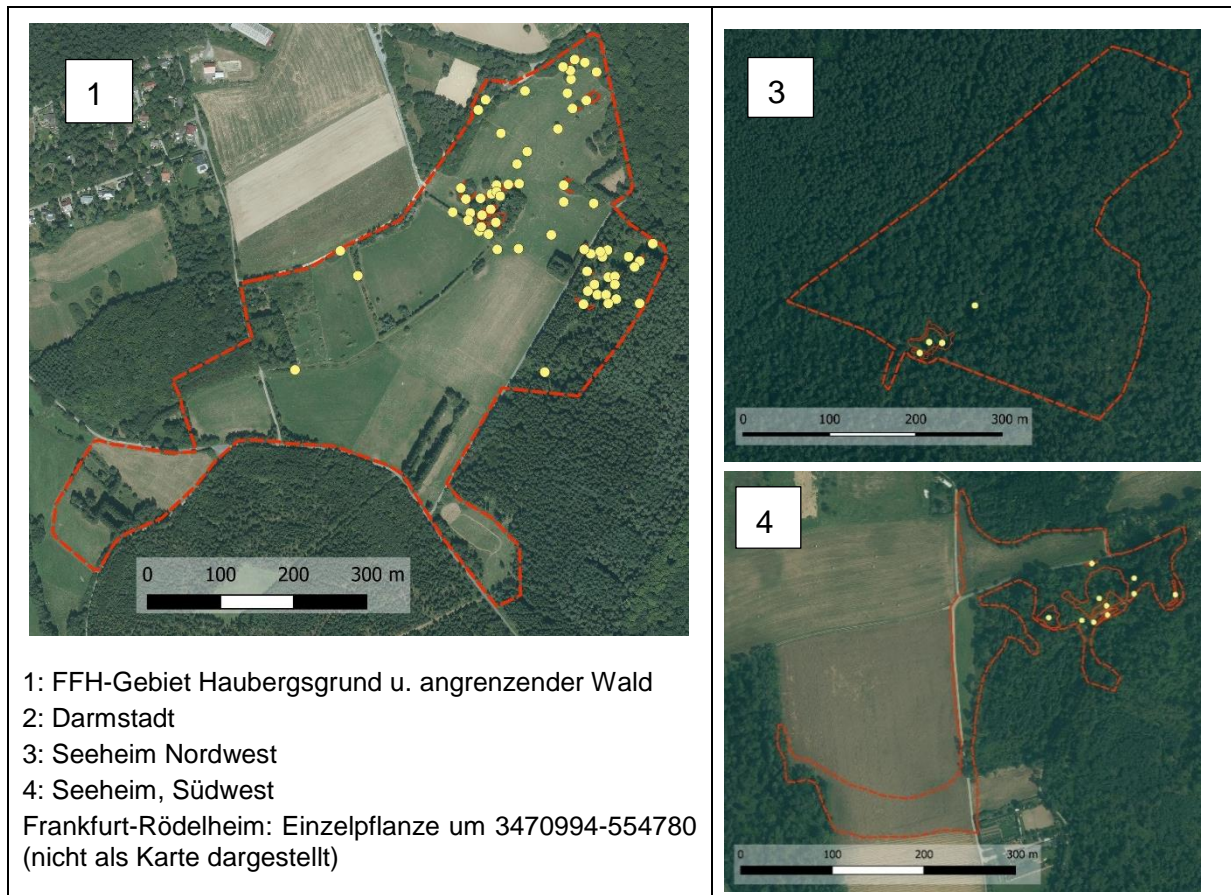 1
0 100 200 300 m
1: FFH-Gebiet Haubergsgrund u. angrenzender Wald
2: Darmstadt
3: Seeheim Nordwest
4: Seeheim, Südwest
Frankfurt-Rödelheim: Einzelpflanze um 3470994-554780
(nicht als Karte dargestellt)
3
0 100 200 300 m
4
0 100 200 300 m